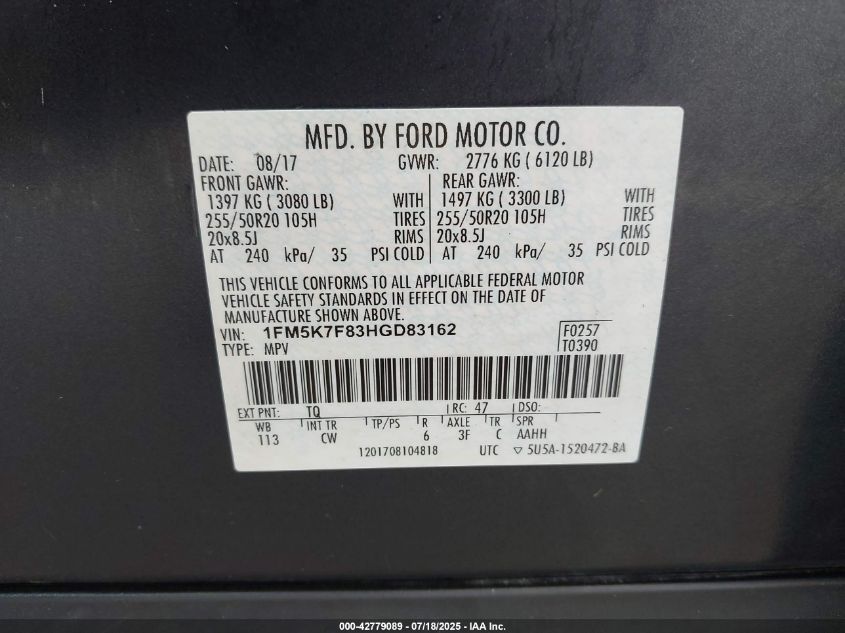 MFD. BY FORD MOTOR CO.
DATE: 08/17 GVWR: 2776 KG ( 6120 LB)
FRONT GAWR: REAR GAWR:
1397 KG ( 3080 LB) WITH 1497 KG ( 3300 LB) WITH
255/50R20 105H TIRES 255/50R20 105H TIRES
20x8.5J RIMS 20x8.5J RIMS
AT 240 kPa/ 35 PSI COLD AT 240 kPa/ 35 PSI COLD
THIS VEHICLE CONFORMS TO ALL APPLICABLE FEDERAL MOTOR
VEHICLE SAFETY STANDARDS IN EFFECT ON THE DATE OF
MANUFACTURE SHOWN ABOVE.
VIN: 1FM5K7F83HGD83162 F0257
TYPE: MPV T0390
EXT PNT: TQ RC: 47 DSO:
WB INT TR TP/PS R AXLE TR SPR
113 CW 6 3F C AAHH
1201708104818 UTC ▽ 5U5A-1520472-BA
000-42779089 - 07/18/2025 - IAA Inc.